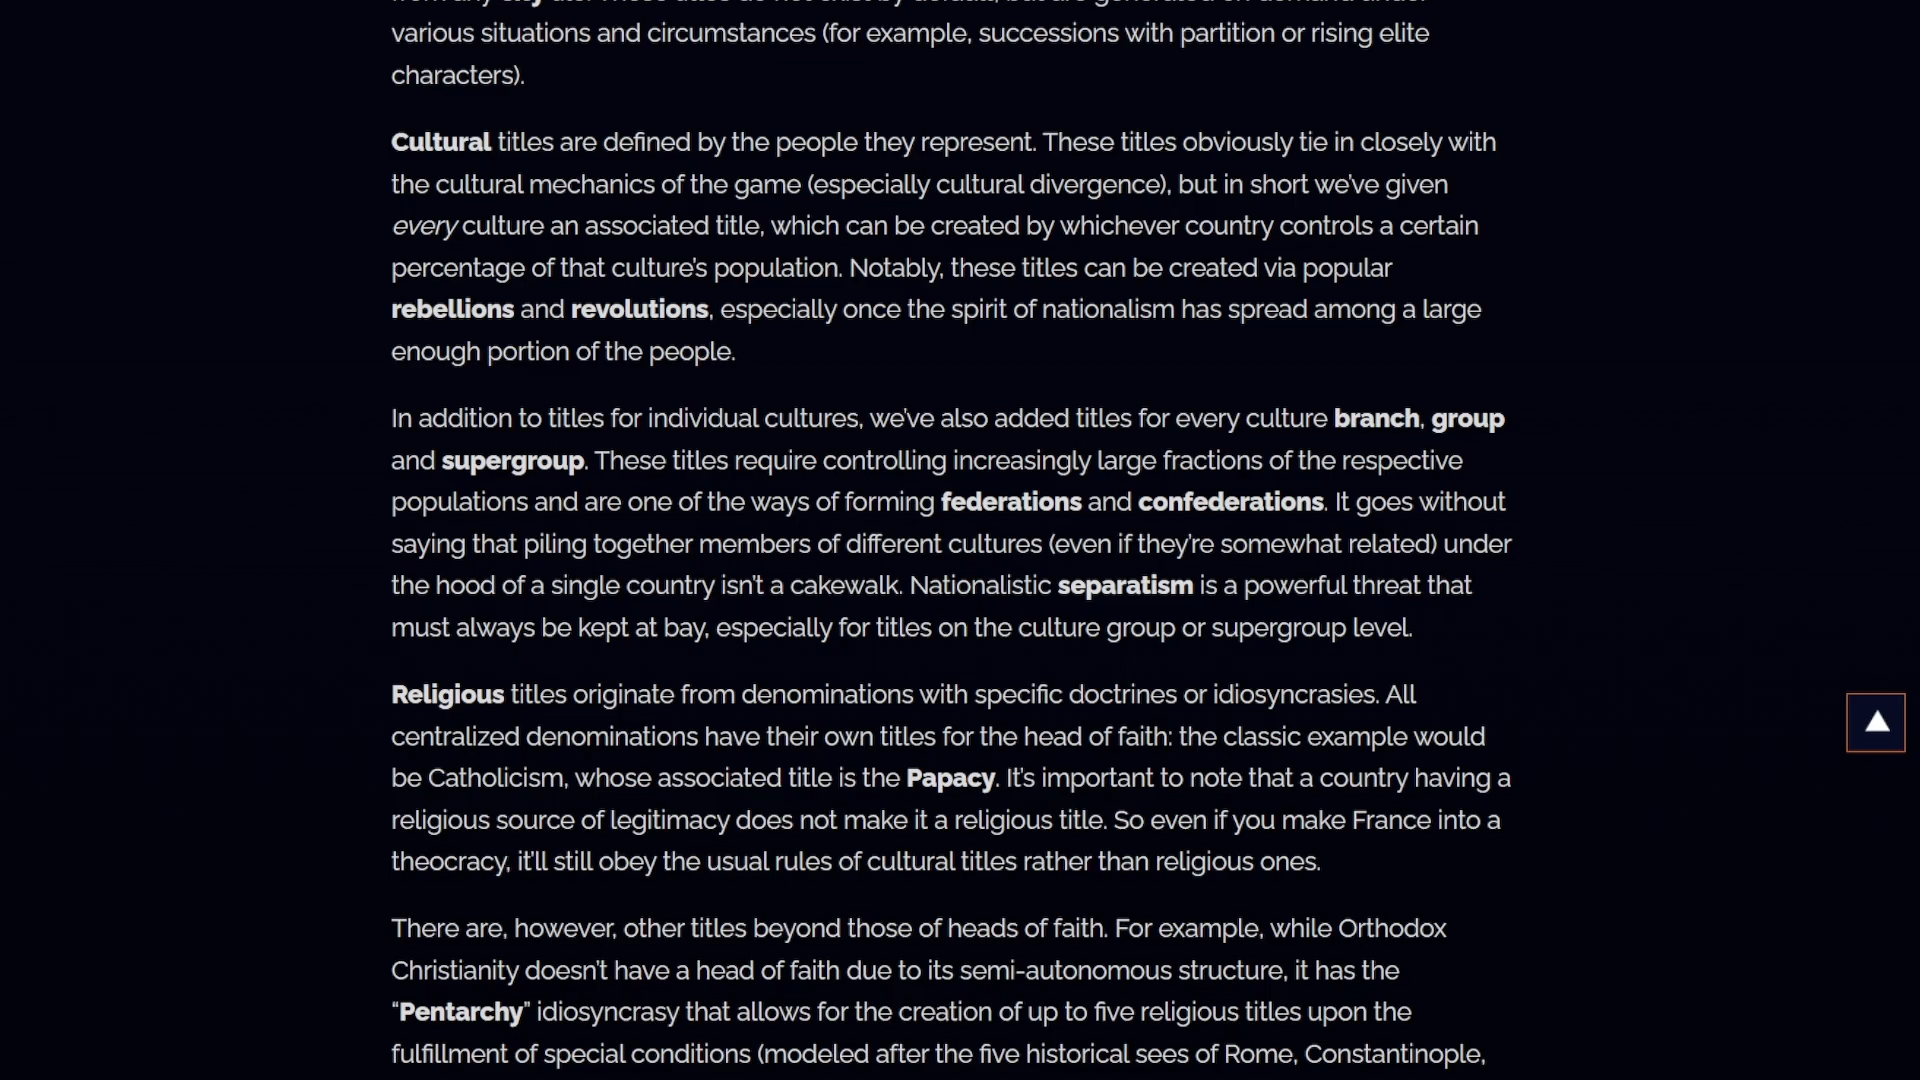 various situations and circumstances (for example, successions with partition or rising elite
characters).
Cultural titles are defined by the people they represent. These titles obviously tie in closely with
the cultural mechanics of the game (especially cultural divergence), but in short we've given
every culture an associated title, which can be created by whichever country controls a certain
percentage of that culture's population. Notably, these titles can be created via popular
rebellions and revolutions, especially once the spirit of nationalism has spread among a large
enough portion of the people.
In addition to titles for individual cultures, we've also added titles for every culture branch, group
and supergroup. These titles require controlling increasingly large fractions of the respective
populations and are one of the ways of forming federations and confederations. It goes without
saying that piling together members of different cultures (even if they're somewhat related) under
the hood of a single country isn't a cakewalk. Nationalistic separatism is a powerful threat that
must always be kept at bay, especially for titles on the culture group or supergroup level.
Religious titles originate from denominations with specific doctrines or idiosyncrasies. All
centralized denominations have their own titles for the head of faith: the classic example would
be Catholicism, whose associated title is the Papacy. It's important to note that a country having a
religious source of legitimacy does not make it a religious title. So even if you make France into a
theocracy, it'll still obey the usual rules of cultural titles rather than religious ones.
There are, however, other titles beyond those of heads of faith. For example, while Orthodox
Christianity doesn't have a head of faith due to its semi-autonomous structure, it has the
“Pentarchy” idiosyncrasy that allows for the creation of up to five religious titles upon the
fulfillment of special conditions (modeled after the five historical sees of Rome, Constantinople,